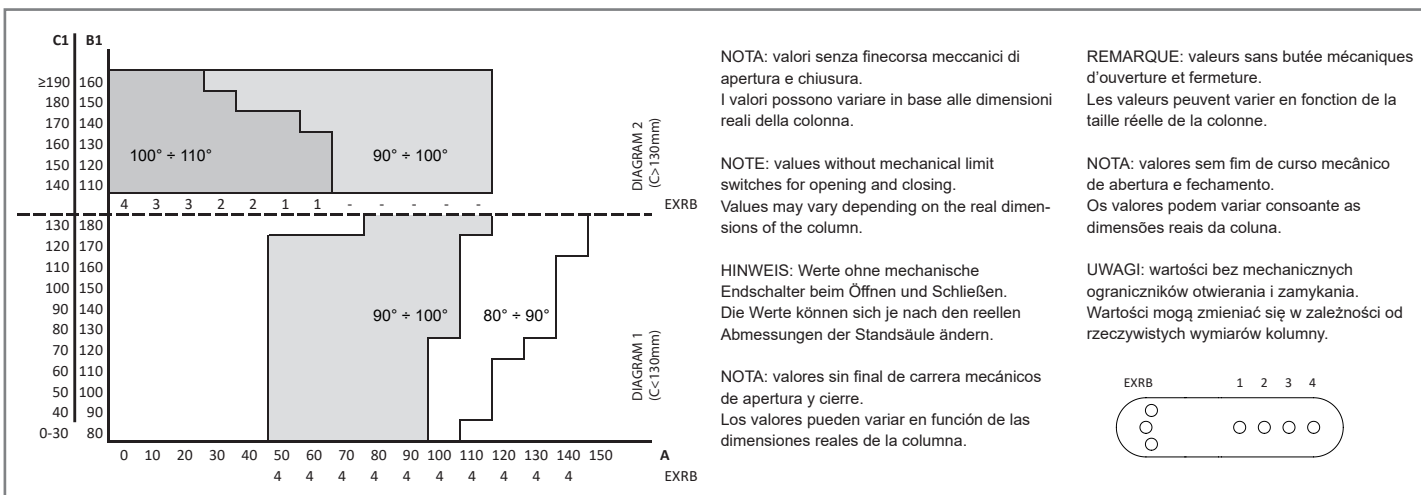 C1 B1
≥190 160
180 150
170 140
160 130
150 120
140 110
100° ÷ 110°
90° ÷ 100°
DIAGRAM 2
(C>130mm)
4 3 3 2 2 1 1 - - - - - EXRB
130 180
120 170
110 160
100 150
90 140
80 130
70 120
60 110
50 100
40 90
0-30 80
90° ÷ 100°
80° ÷ 90°
DIAGRAM 1
(C<130mm)
0 10 20 30 40 50 60 70 80 90 100 110 120 130 140 150 A
4 4 4 4 4 4 4 4 4 4 EXRB
NOTA: valori senza finecorsa meccanici di
apertura e chiusura.
I valori possono variare in base alle dimensioni
reali della colonna.
NOTE: values without mechanical limit
switches for opening and closing.
Values may vary depending on the real dimen-
sions of the column.
HINWEIS: Werte ohne mechanische
Endschalter beim Öffnen und Schließen.
Die Werte können sich je nach den reellen
Abmessungen der Standsäule ändern.
NOTA: valores sin final de carrera mecánicos
de apertura y cierre.
Los valores pueden variar en función de las
dimensiones reales de la columna.
REMARQUE: valeurs sans butée mécaniques
d'ouverture et fermeture.
Les valeurs peuvent varier en fonction de la
taille réelle de la colonne.
NOTA: valores sem fim de curso mecânico
de abertura e fechamento.
Os valores podem variar consoante as
dimensões reais da coluna.
UWAGI: wartości bez mechanicznych
ograniczników otwierania i zamykania.
Wartości mogą zmieniać się w zależności od
rzeczywistych wymiarów kolumny.
EXRB 1 2 3 4